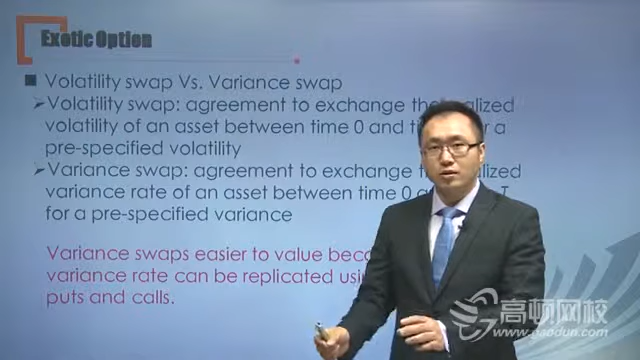 Exotic Option
Volatility swap Vs. Variance swap
Volatility swap: agreement to exchange the
volatility of an asset between time 0 and for a
pre-specified volatility
Variance swap: agreement to exchange
variance rate of an asset between time 0 T
for a pre-specified variance
Variance swaps easier to value
variance rate can be replicated
puts and calls.
高顿网校
www.gaodun.com